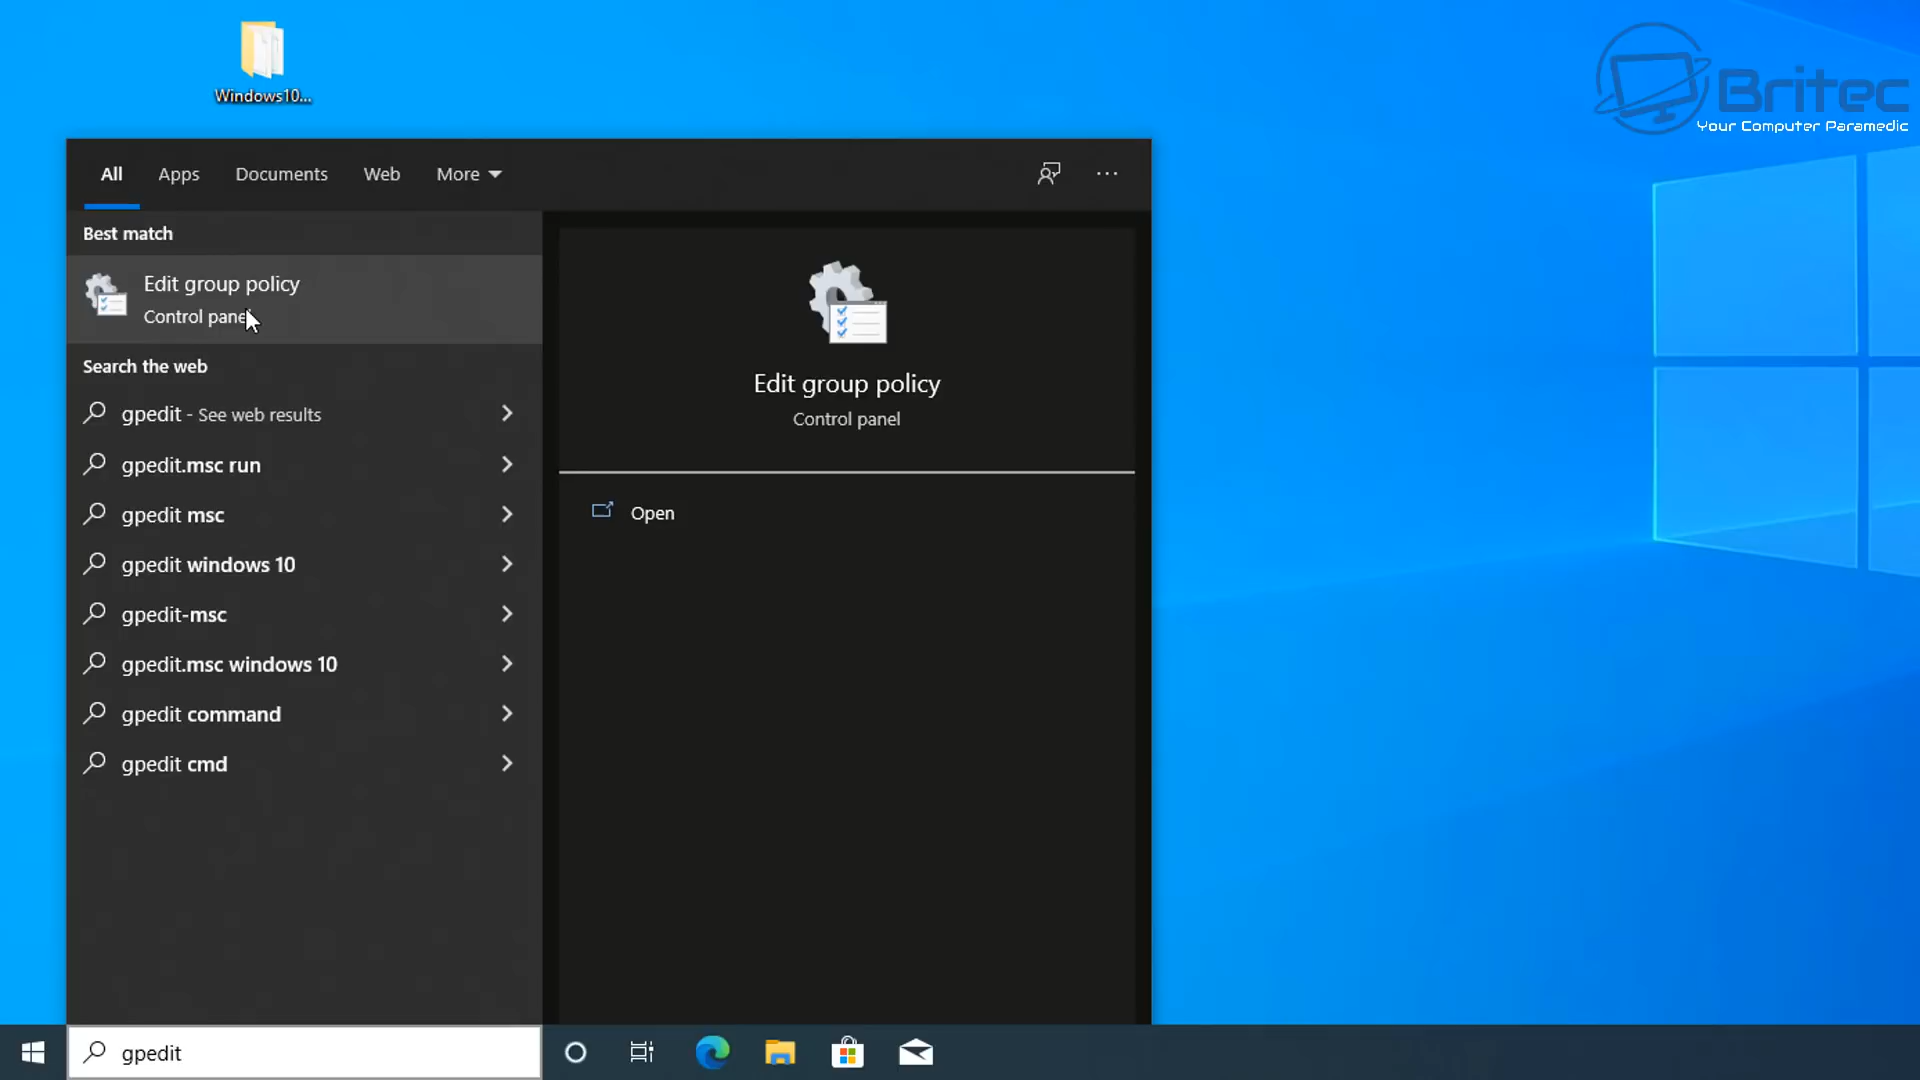 Windows10...
Britec
Your Computer Paramedic
All Apps Documents Web More
Best match
Edit group policy
Control panel
Search the web
gpedit - See web results
gpedit.msc run
gpedit msc
gpedit windows 10
gpedit-msc
gpedit.msc windows 10
gpedit command
gpedit cmd
Edit group policy
Control panel
Open
gpedit